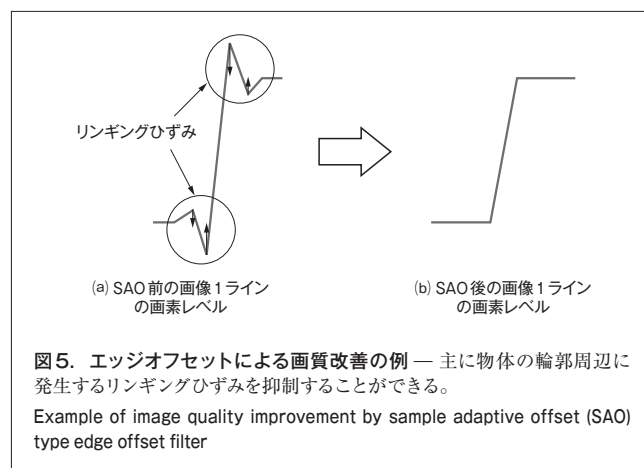 リンギングひずみ
(a) SAO前の画像1ライン
の画素レベル
(b) SAO後の画像1ライン
の画素レベル
図5. エッジオフセットによる画質改善の例 — 主に物体の輪郭周辺に
発生するリンギングひずみを抑制することができる。
Example of image quality improvement by sample adaptive offset (SAO)
type edge offset filter